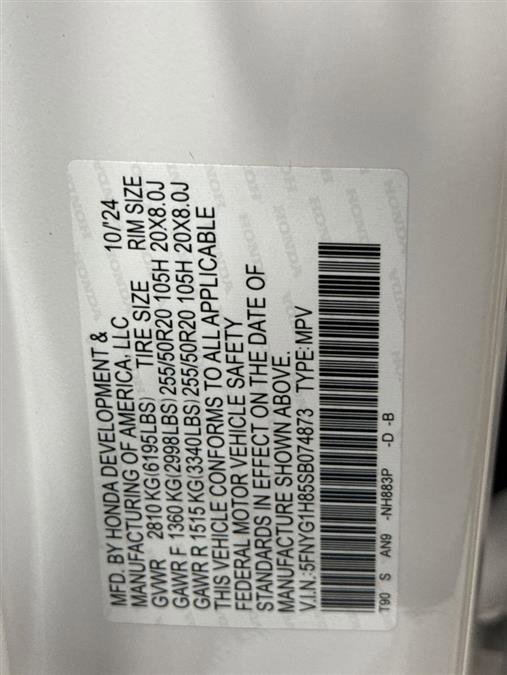 MFD. BY HONDA DEVELOPMENT & 10/'24
MANUFACTURING OF AMERICA, LLC
TIRE SIZE RIM SIZE
GVWR 2810 KG(6195LBS)
GAWR F 1360 KG(2998LBS) 255/50R20 105H 20X8.0J
GAWR R 1515 KG(3340LBS) 255/50R20 105H 20X8.0J
THIS VEHICLE CONFORMS TO ALL APPLICABLE
FEDERAL MOTOR VEHICLE SAFETY
STANDARDS IN EFFECT ON THE DATE OF
MANUFACTURE SHOWN ABOVE.
V.I.N.:5FNYG1H85SB074873 TYPE:MPV
T90 S AN9 -NH883P -D -B
HONDA HONDA HONDA